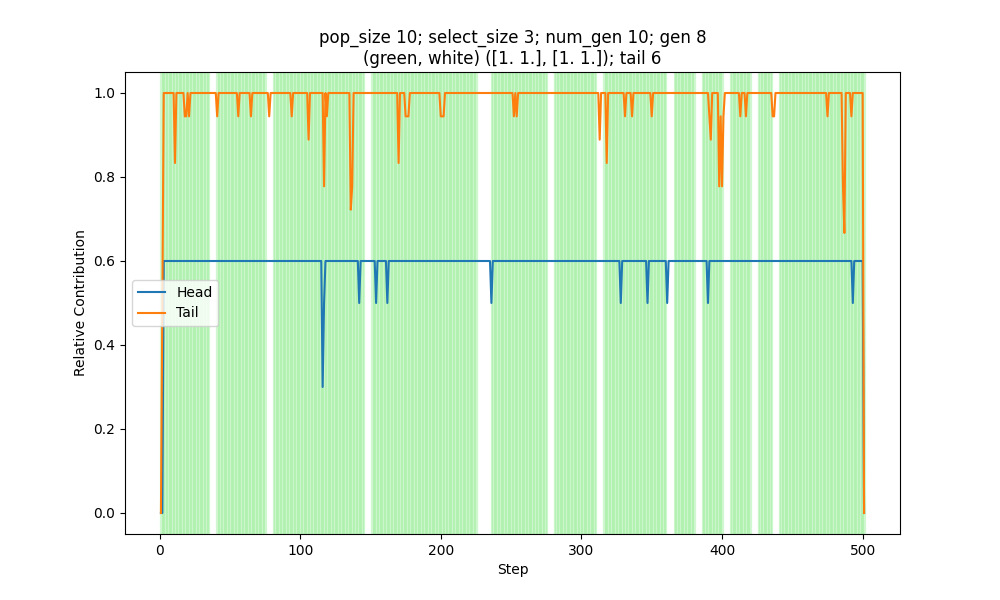 pop_size 10; select_size 3; num_gen 10; gen 8
(green, white) ([1. 1.], [1. 1.]); tail 6
1.0
0.8
0.6
0.4
0.2
0.0
Relative Contribution
Head
Tail
0 100 200 300 400 500
Step